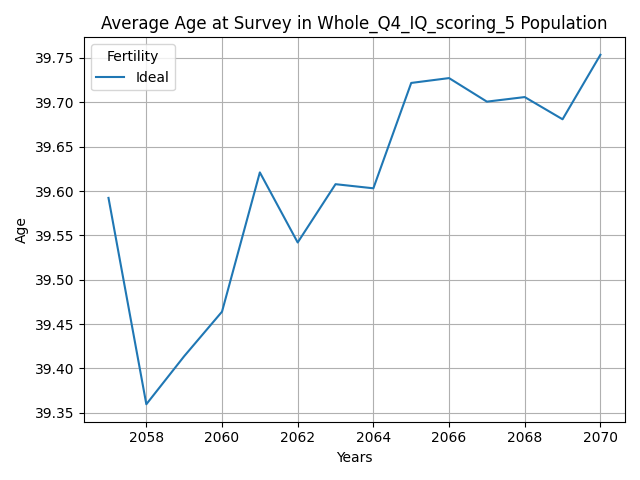 Average Age at Survey in Whole_Q4_IQ_scoring_5 Population
Fertility
Ideal
39.75
39.70
39.65
39.60
39.55
39.50
39.45
39.40
39.35
Age
2058 2060 2062 2064 2066 2068 2070
Years